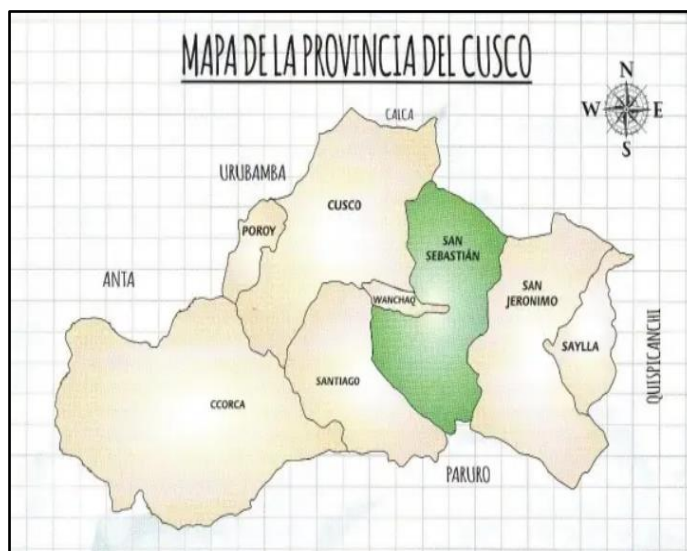 MAPA DE LA PROVINCIA DEL CUSCO
N
W E
S
CALCA
URUBAMBA
CUSCO
POROY
SAN
SEBASTIÁN
ANTA
SAN
JERONIMO
WANCHAQ
QUISPICANCHI
SAYLLA
SANTIAGO
CCORCA
PARURO